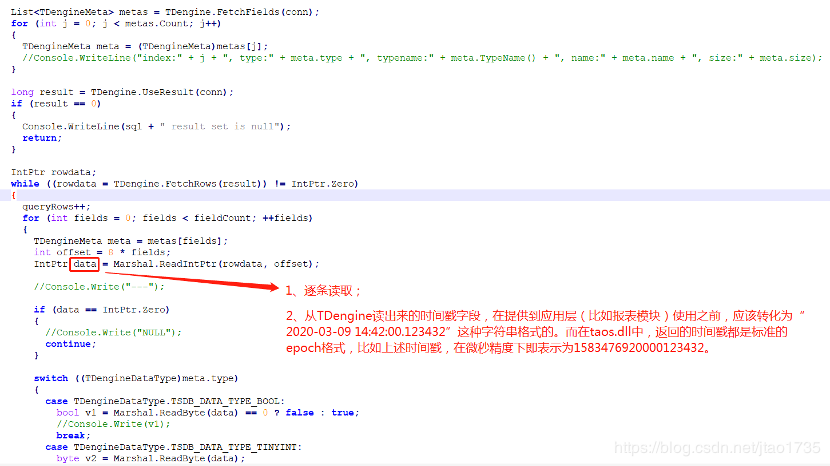 List<TDengineMeta> metas = TDengine.FetchFields(conn);
for (int j = 0; j < metas.Count; j++)
{
TDengineMeta meta = (TDengineMeta)metas[j];
//Console.WriteLine("index:" + j + ", type:" + meta.type + ", typename:" + meta.TypeName() + ", name:" + meta.name + ", size:" + meta.size);
}
long result = TDengine.UseResult(conn);
if (result == 0)
{
Console.WriteLine(sql + " result set is null");
return;
}
IntPtr rowdata;
while ((rowdata = TDengine.FetchRows(result)) != IntPtr.Zero)
{
queryRows++;
for (int fields = 0; fields < fieldCount; ++fields)
{
TDengineMeta meta = metas[fields];
int offset = 8 * fields;
IntPtr data = Marshal.ReadIntPtr(rowdata, offset);
//Console.Write("---");
1、逐条读取；
2、从TDengine读出来的时间戳字段，在提供到应用层（比如报表模块）使用之前，应该转化为“
2020-03-09 14:42:00.123432”这种字符串格式的。而在taos.dll中，返回的时间戳都是标准的
epoch格式，比如上述时间戳，在微秒精度下即表示为1583476920000123432。
if (data == IntPtr.Zero)
{
//Console.Write("NULL");
continue;
}
switch ((TDengineDataType)meta.type)
{
case TDengineDataType.TSDB_DATA_TYPE_BOOL:
bool v1 = Marshal.ReadByte(data) == 0 ? false : true;
//Console.Write(v1);
break;
case TDengineDataType.TSDB_DATA_TYPE_TINYINT:
byte v2 = Marshal.ReadByte(data);
https://blog.csdn.net/jtao1735